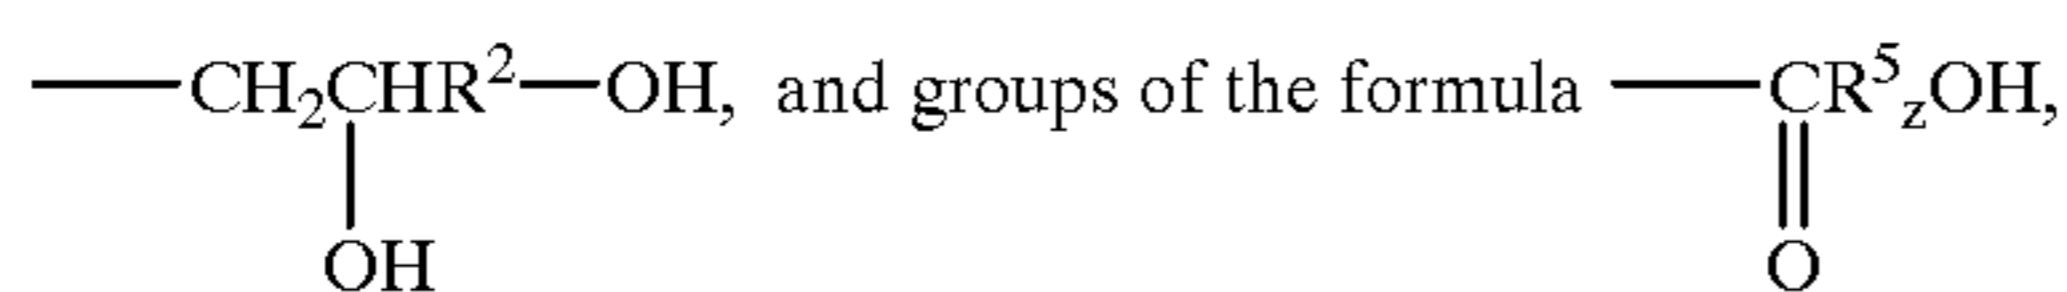 —CH₂CHR²—OH, and groups of the formula —CR⁵zOH,
OH O